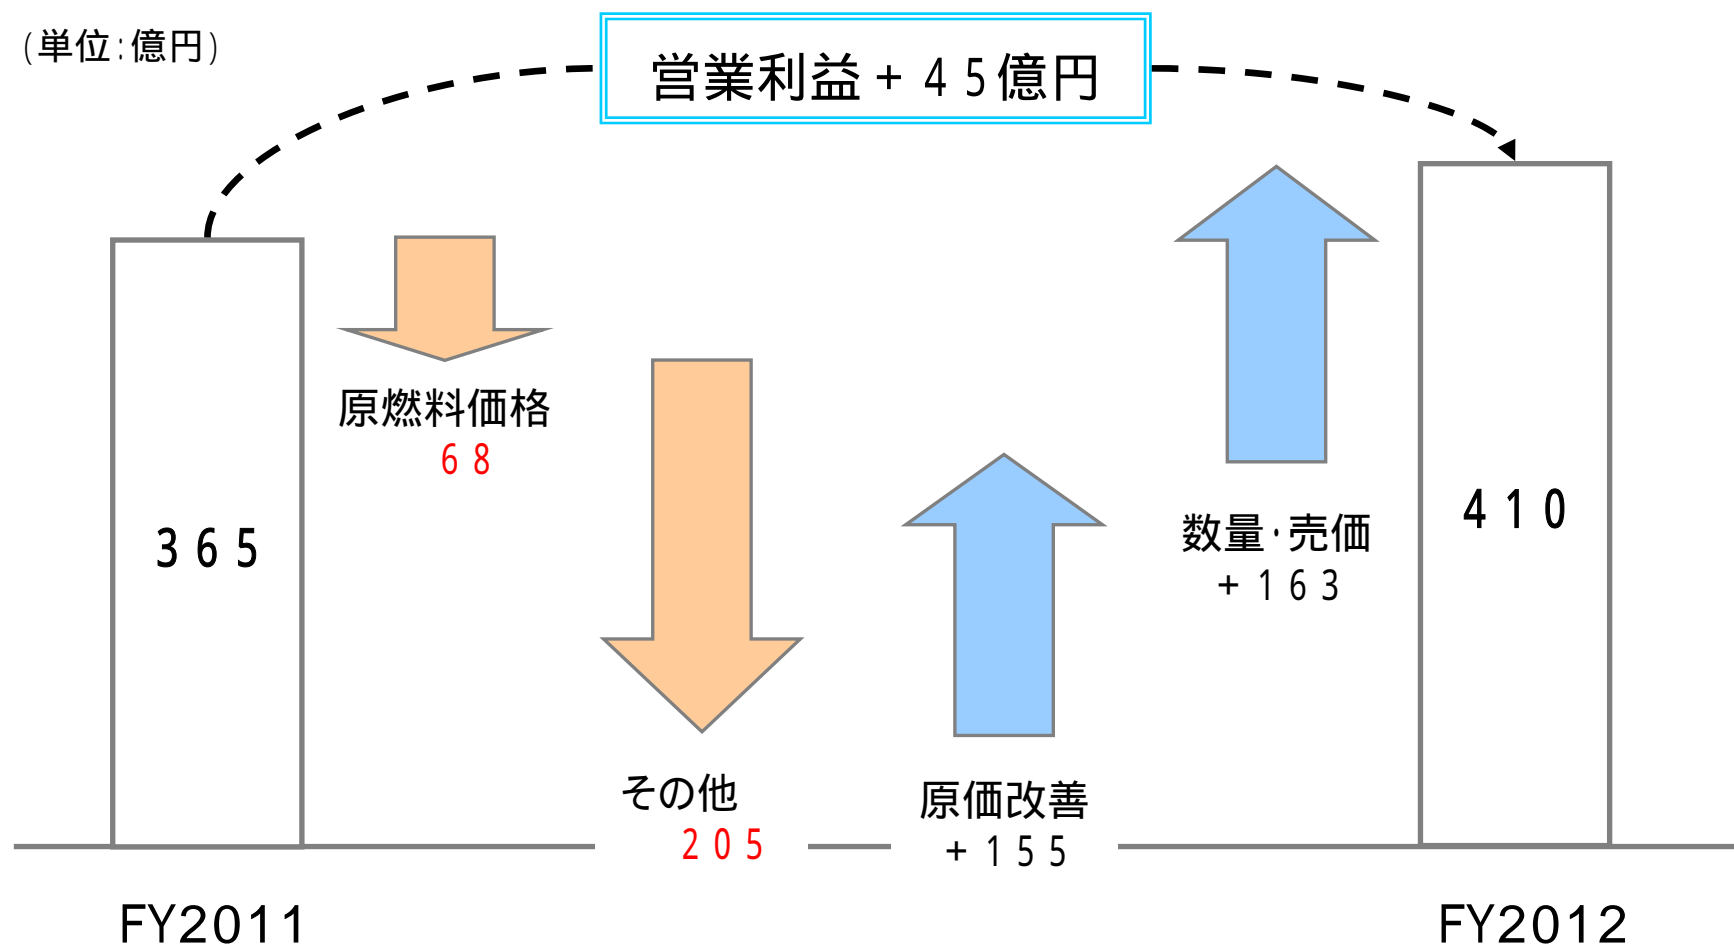 (単位:億円)
営業利益+45億円
原燃料価格
68
365
その他
205
原価改善
+155
数量・売価
+163
410
FY2011
FY2012